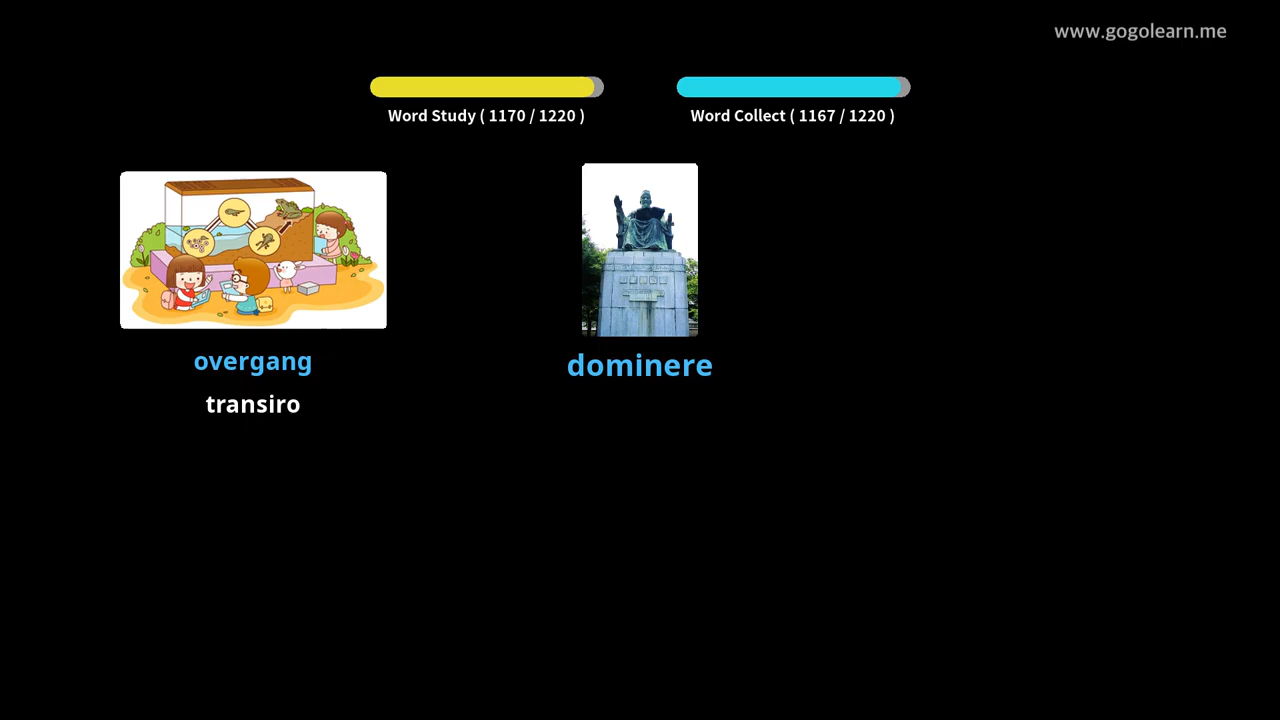 www.gogolearn.me
Word Study ( 1170 / 1220 )
Word Collect ( 1167 / 1220 )
overgang
transiro
dominere